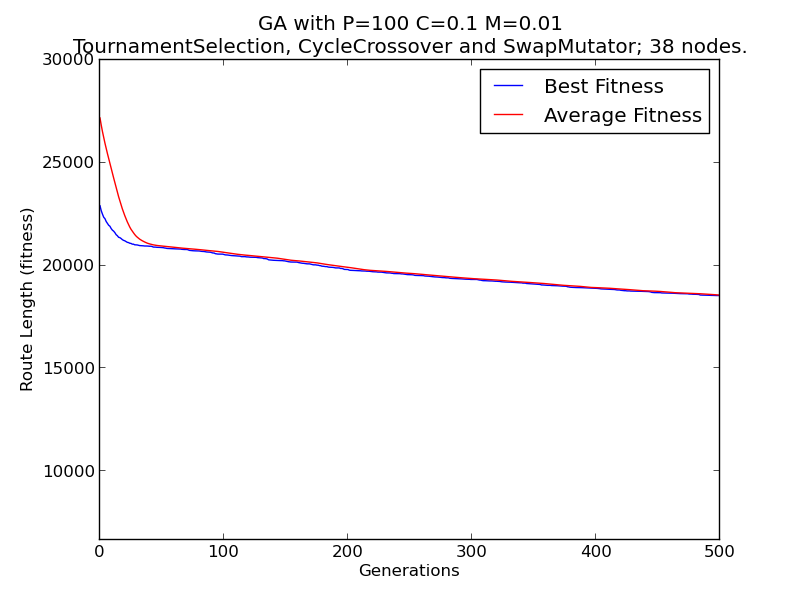 GA with P=100 C=0.1 M=0.01
TournamentSelection, CycleCrossover and SwapMutator; 38 nodes.
30000
25000
20000
15000
10000
Route Length (fitness)
Best Fitness
Average Fitness
0
100
200
300
400
500
Generations